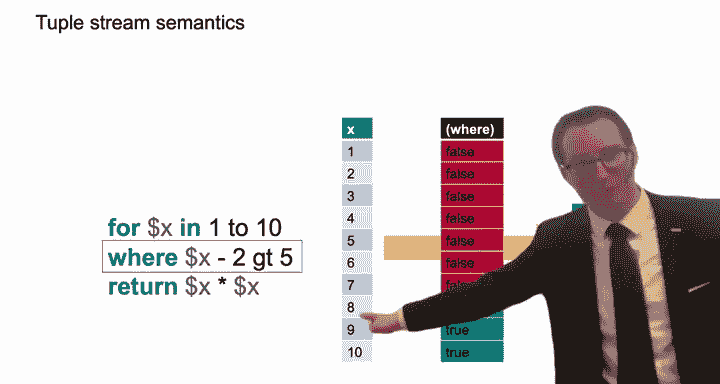 Tuple stream semantics
x (where)
1 false
2 false
3 false
4 false
for $x in 1 to 10
where $x - 2 gt 5
return $x * $x
5 false
6 false
7
8
9 true
10 true